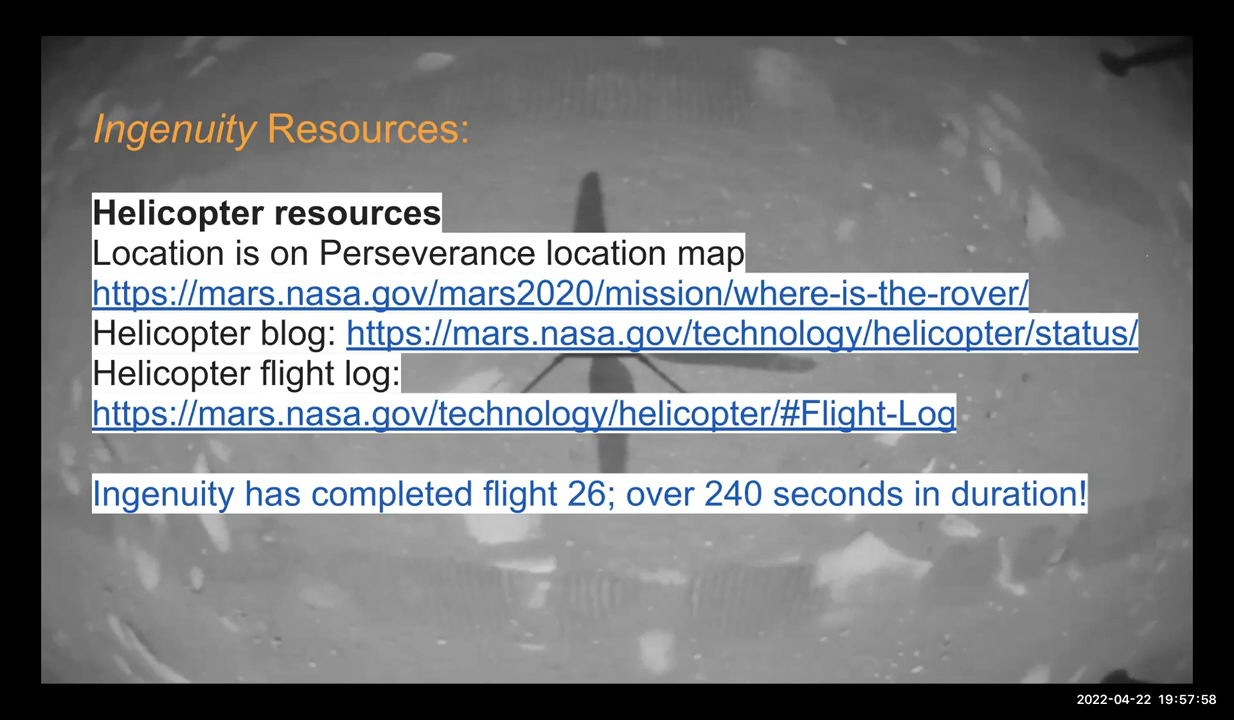 Ingenuity Resources:
Helicopter resources
Location is on Perseverance location map
https://mars.nasa.gov/mars2020/mission/where-is-the-rover/
Helicopter blog: https://mars.nasa.gov/technology/helicopter/status/
Helicopter flight log:
https://mars.nasa.gov/technology/helicopter/#Flight-Log
Ingenuity has completed flight 26; over 240 seconds in duration!
2022-04-22 19:57:58